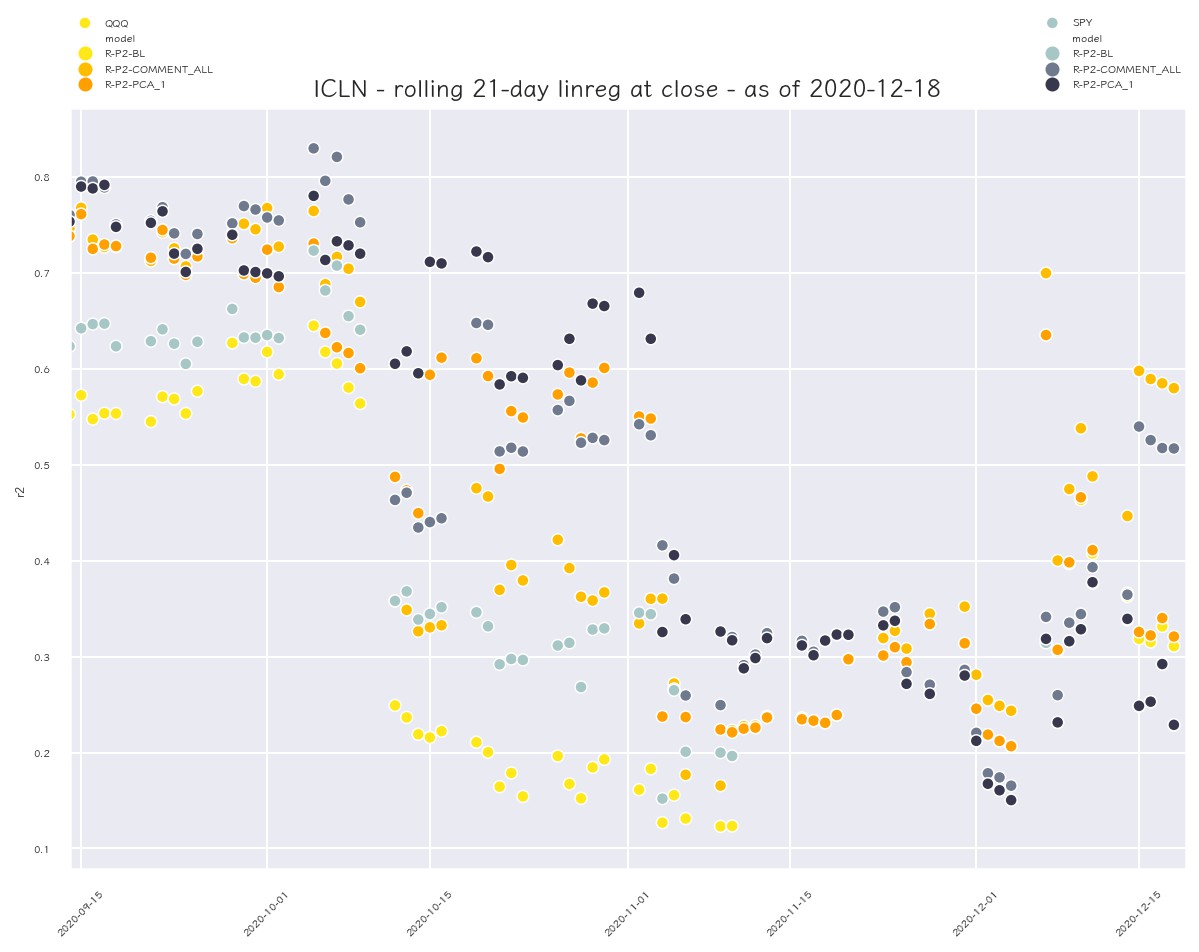 QQQ
model
R-P2-BL
R-P2-COMMENT_ALL
R-P2-PCA_1
SPY
model
R-P2-BL
R-P2-COMMENT_ALL
R-P2-PCA_1
ICLN - rolling 21-day linreg at close - as of 2020-12-18
0.8
0.7
0.6
0.5
0.4
0.3
0.2
0.1
r2
2020-09-15
2020-10-01
2020-10-15
2020-11-01
2020-11-15
2020-12-01
2020-12-15